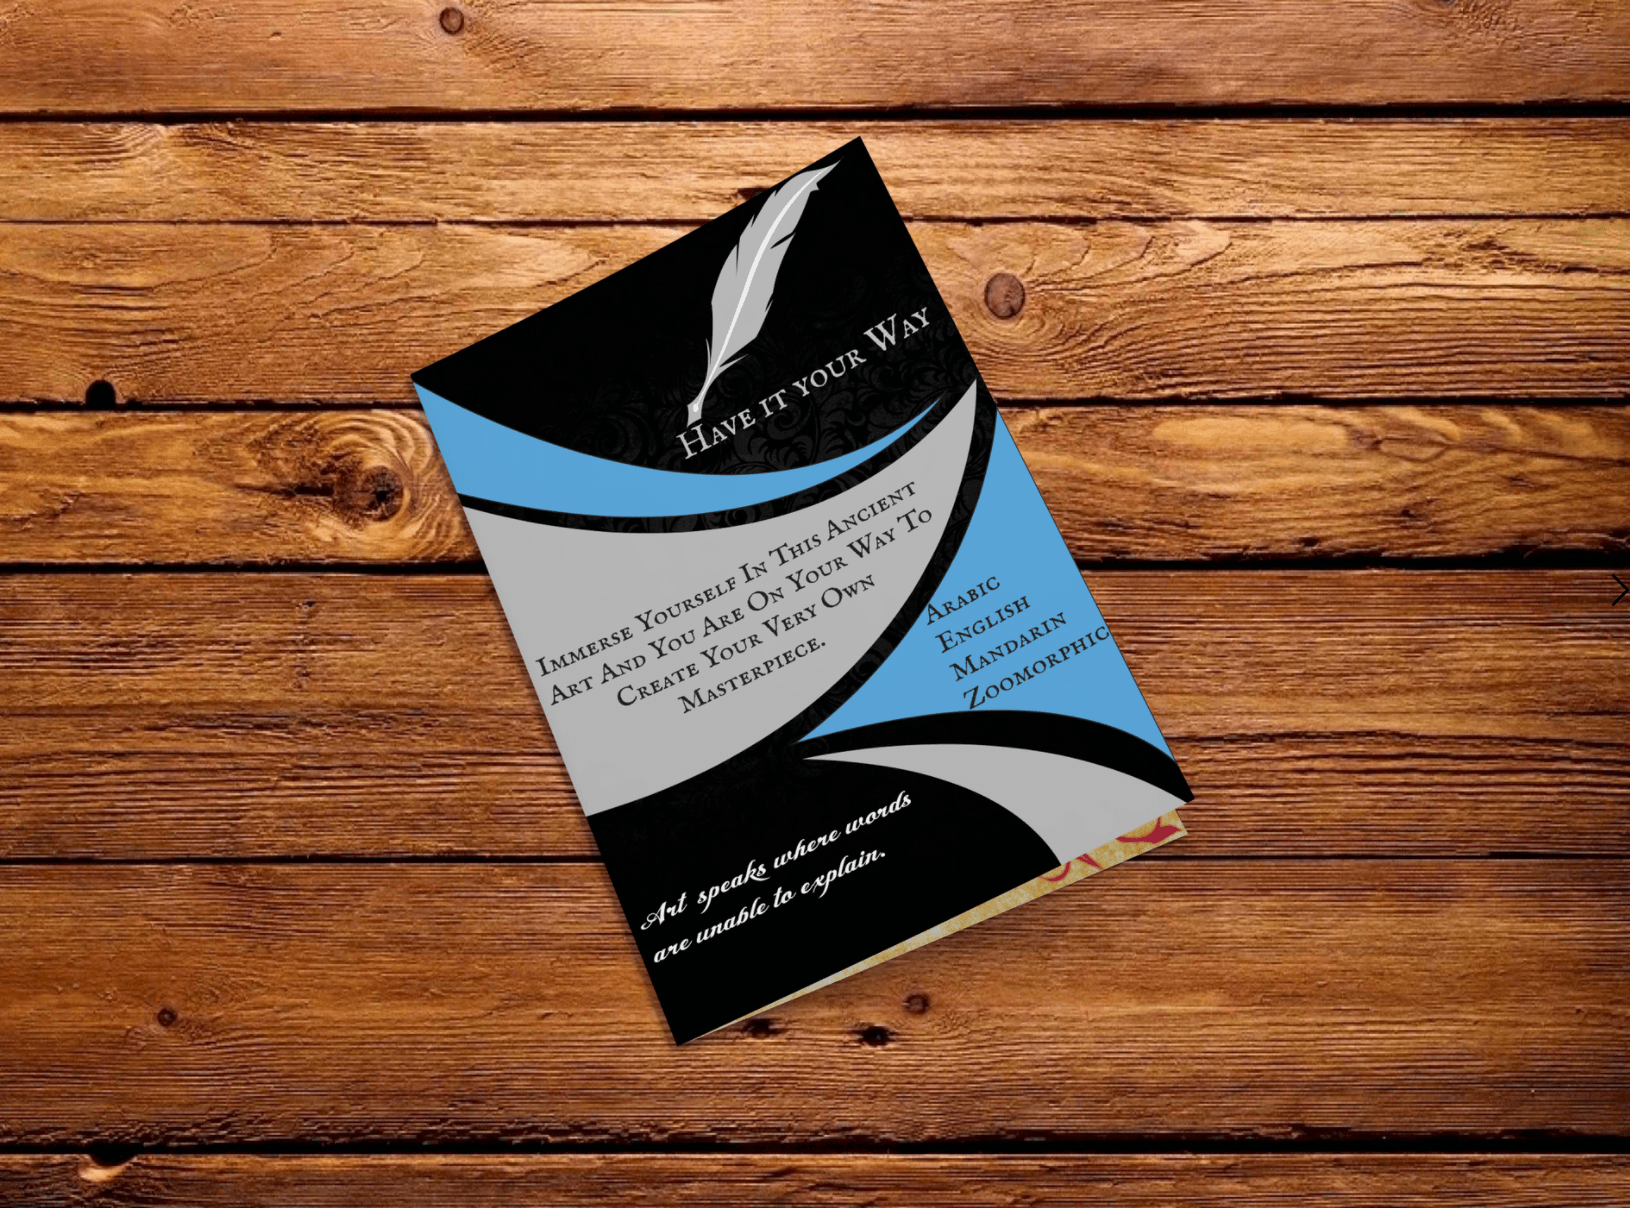 Have it your Way
Immerse Yourself In This Ancient
Art And You Are On Your Way To
Create Your Very Own
Masterpiece.
Arabic
English
Mandarin
Zoomorphic
Art speaks where words
are unable to explain.